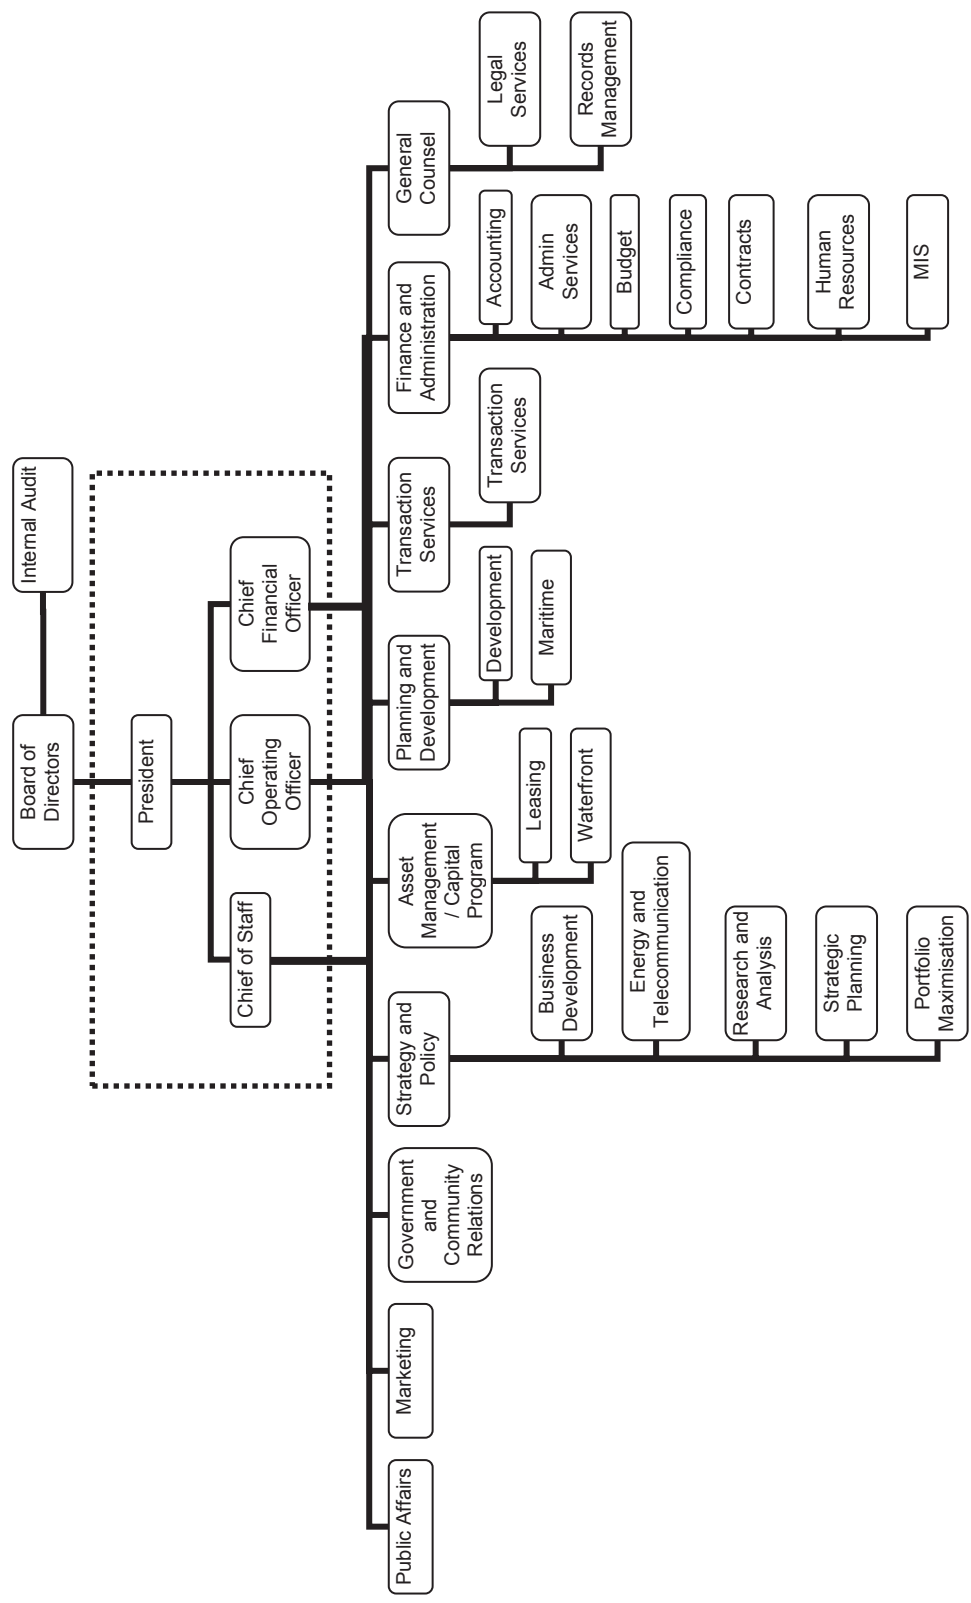 Board of
Directors
Internal Audit
President
Chief of Staff
Chief
Operating
Officer
Chief
Financial
Officer
Public Affairs
Marketing
Government
and
Community
Relations
Strategy and
Policy
Asset
Management
/ Capital
Program
Planning and
Development
Transaction
Services
Finance and
Administration
General
Counsel
Business
Development
Energy and
Telecommunication
Research and
Analysis
Strategic
Planning
Portfolio
Maximisation
Leasing
Waterfront
Development
Maritime
Transaction
Services
Accounting
Admin
Services
Budget
Compliance
Contracts
Human
Resources
MIS
Legal
Services
Records
Management